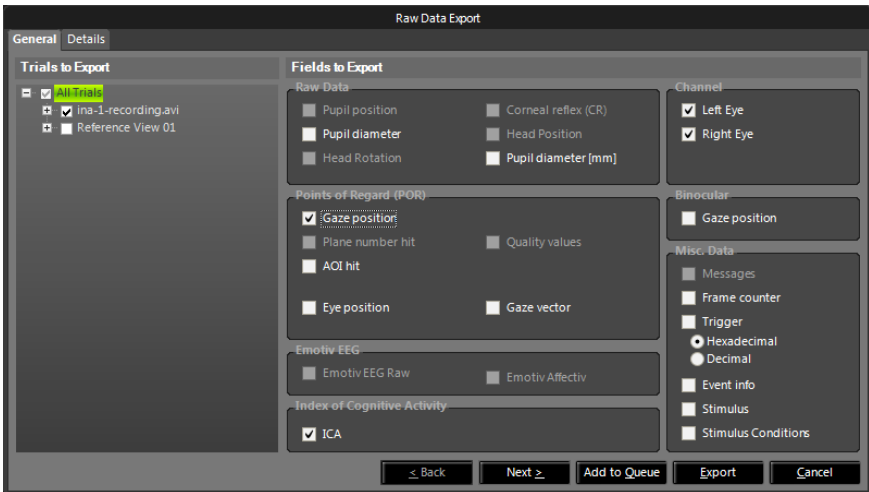 Raw Data Export
General Details
Trials to Export
All Trials
ina-1-recording.avi
Reference View 01
Fields to Export
Raw Data
Pupil position Corneal reflex (CR)
Pupil diameter Head Position
Head Rotation Pupil diameter [mm]
Points of Regard (POR)
Gaze position
Plane number hit Quality values
AOI hit
Eye position Gaze vector
Emotiv EEG
Emotiv EEG Raw Emotiv Affectiv
Index of Cognitive Activity
ICA
Channel
Left Eye
Right Eye
Binocular
Gaze position
Misc. Data
Messages
Frame counter
Trigger
Hexadecimal
Decimal
Event info
Stimulus
Stimulus Conditions
< Back Next > Add to Queue Export Cancel